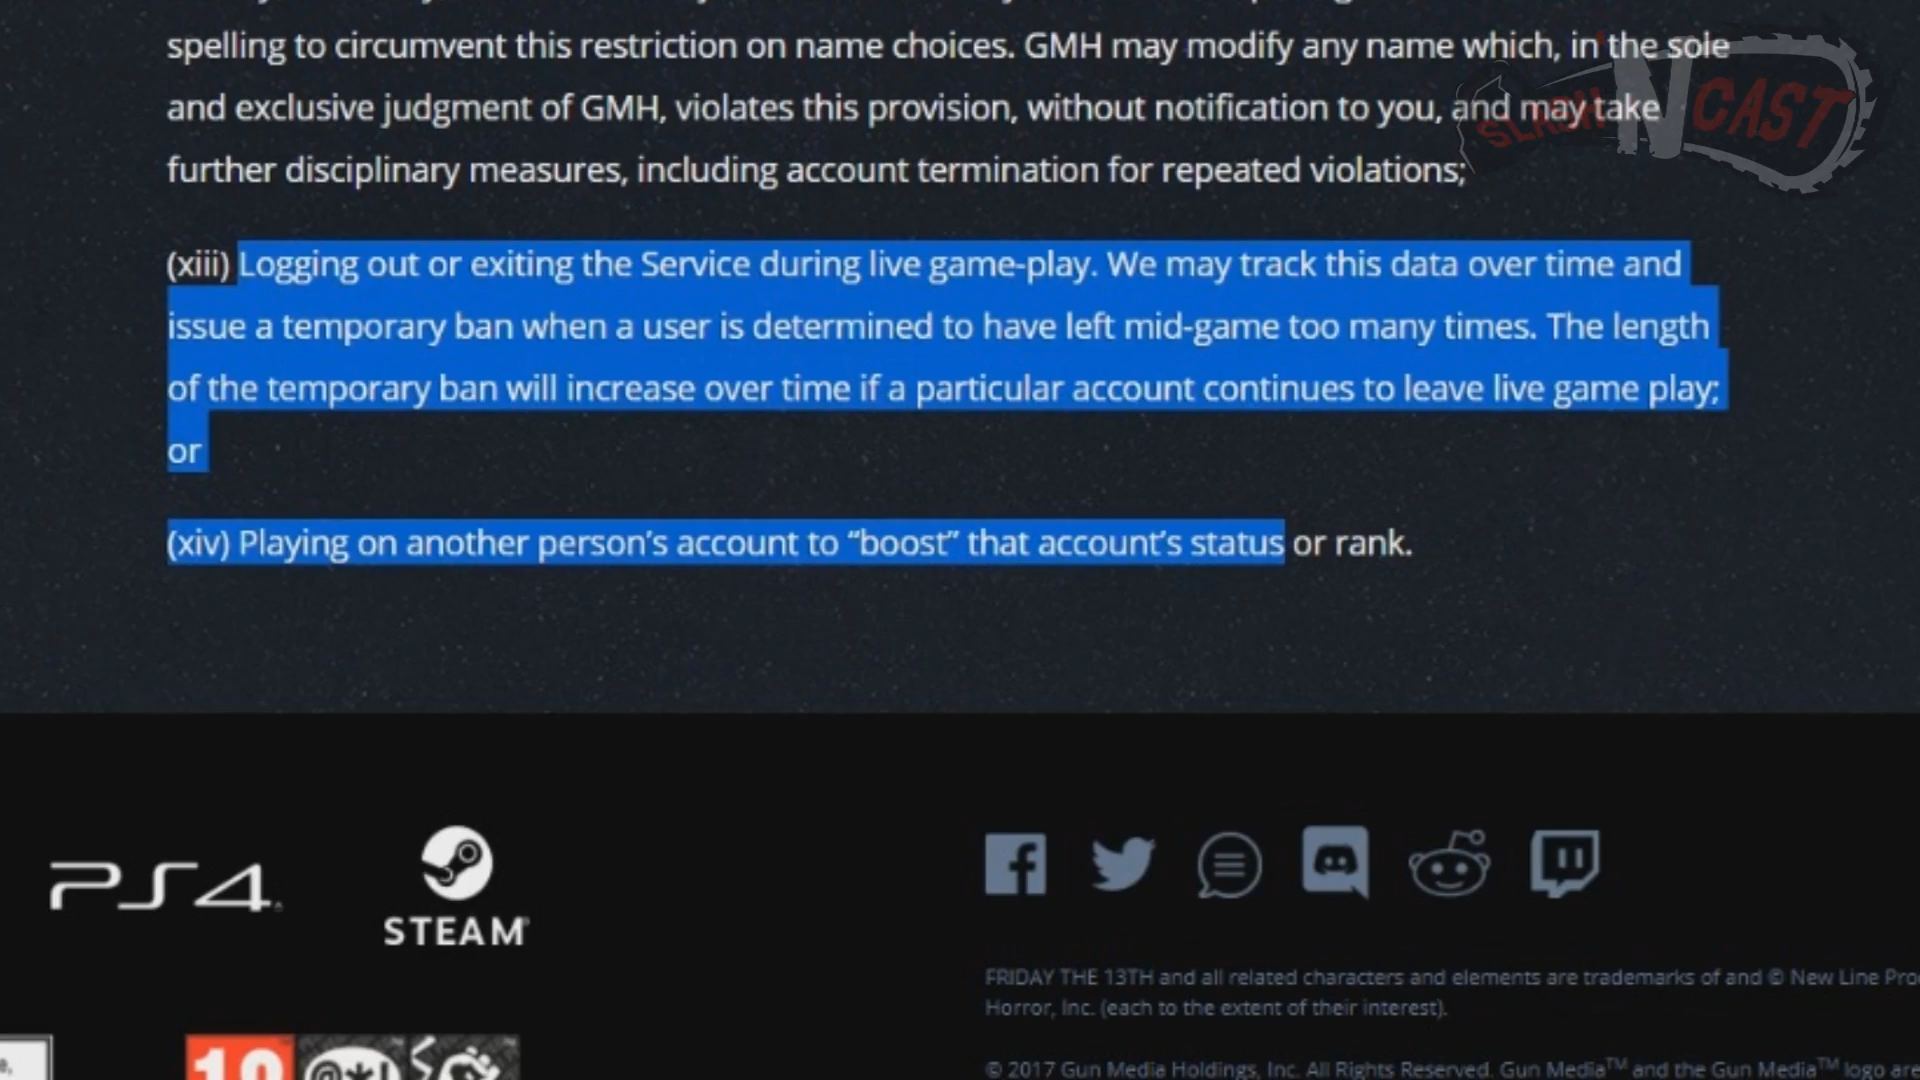 spelling to circumvent this restriction on name choices. GMH may modify any name which, in the sole
and exclusive judgment of GMH, violates this provision, without notification to you, and may take
further disciplinary measures, including account termination for repeated violations;
SLASH N CAST
(xiii) Logging out or exiting the Service during live game-play. We may track this data over time and
issue a temporary ban when a user is determined to have left mid-game too many times. The length
of the temporary ban will increase over time if a particular account continues to leave live game play;
or
(xiv) Playing on another person’s account to “boost” that account’s status or rank.
PS4
STEAM
FRIDAY THE 13TH and all related characters and elements are trademarks of and © New Line
Horror, Inc. (each to the extent of their interest).
18
@*!
© 2017 Gun Media Holdings, Inc. All Rights Reserved. Gun Media™ and the Gun Media™ logo are